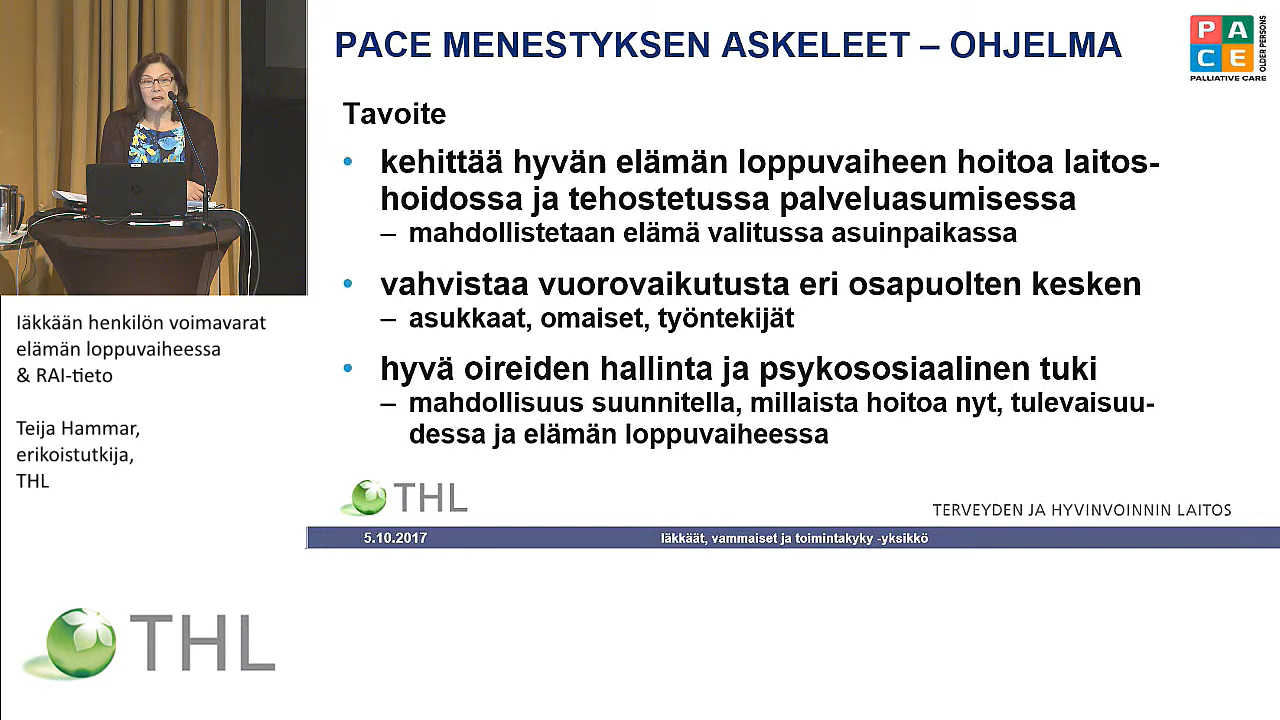 PACE MENESTYKSEN ASKELEET – OHJELMA
P A
C E
OLDER PERSONS
PALLIATIVE CARE
Tavoite
• kehittää hyvän elämän loppuvaiheen hoitoa laitos-
hoidossa ja tehostetussa palveluasumisessa
– mahdollistetaan elämä valitussa asuinpaikassa
• vahvistaa vuorovaikutusta eri osapuolten kesken
– asukkaat, omaiset, työntekijät
• hyvä oireiden hallinta ja psykososiaalinen tuki
– mahdollisuus suunnitella, millaista hoitoa nyt, tulevaisuu-
dessa ja elämän loppuvaiheessa
THL
TERVEYDEN JA HYVINVOINNIN LAITOS
5.10.2017
Iäkkäät, vammaiset ja toimintakyky -yksikkö
Iäkkään henkilön voimavarat
elämän loppuvaiheessa
& RAI-tieto
Teija Hammar,
erikoistutkija,
THL
THL